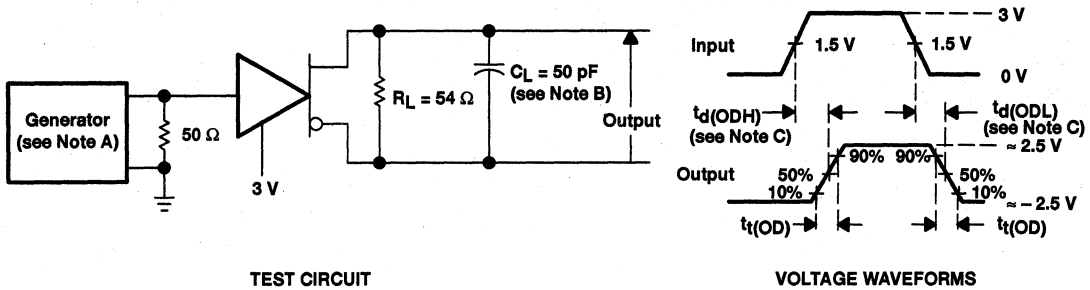 Generator
(see Note A)
50 Ω
3 V
R_L = 54 Ω
C_L = 50 pF
(see Note B)
Output
TEST CIRCUIT
3 V
Input
1.5 V
1.5 V
0 V
t_d(ODH)
(see Note C)
t_d(ODL)
(see Note C)
≈ 2.5 V
Output
90%
90%
50%
50%
10%
10%
≈ – 2.5 V
t_t(OD)
t_t(OD)
VOLTAGE WAVEFORMS